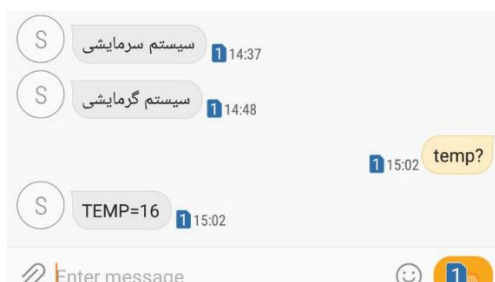 S
سیستم سرمایشی
1 14:37
S
سیستم گرمایشی
1 14:48
temp?
1 15:02
S
TEMP=16
1 15:02
Enter message
1